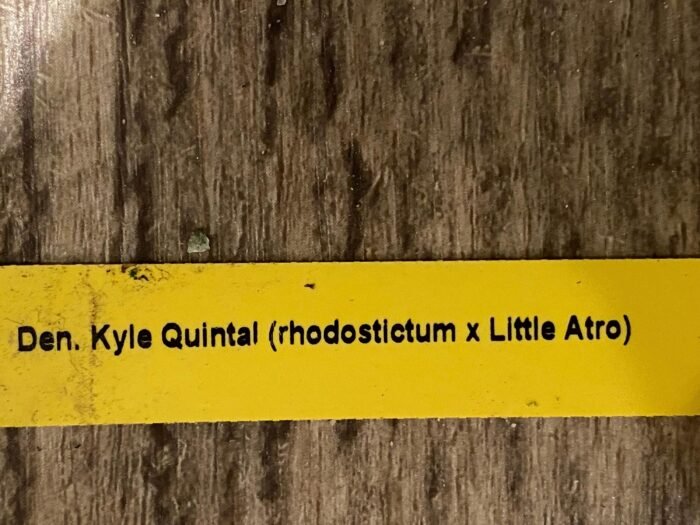 Den. Kyle Quintal (rhodostictum x Little Atro)